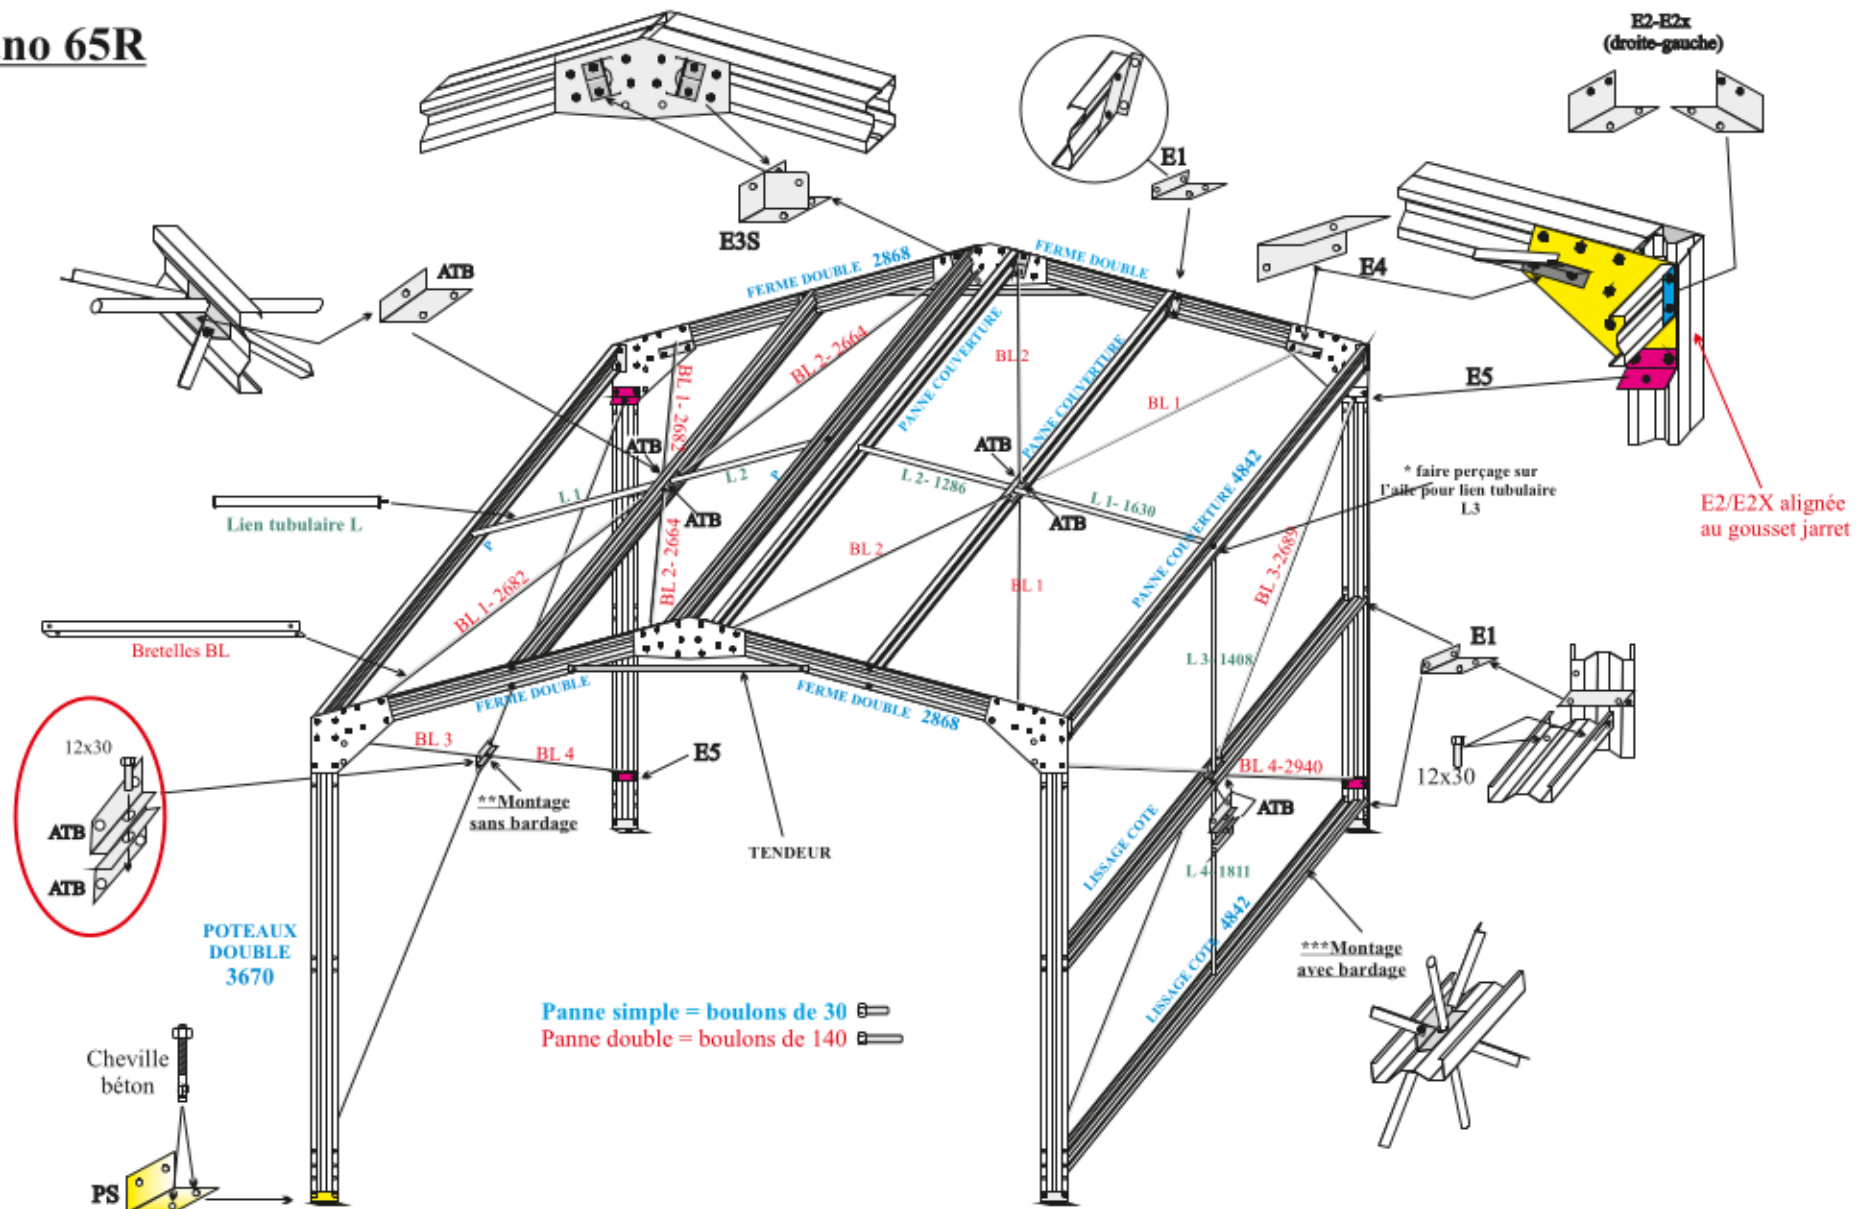 no 65R
E2-E2x
(droite-gauche)
E1
E3S
ATB
E4
FERME DOUBLE 2868
FERME DOUBLE
E5
BL 1- 2682
BL 2- 2664
PANNE COUVERTURE
BL 2
PANNE COUVERTURE
BL 1
ATB
ATB
L 1
L 2
P
P
ATB
ATB
L 2- 1286
L 1- 1630
PANNE COUVERTURE 4842
* faire perçage sur
l'aile pour lien tubulaire
L3
E2/E2X alignée
au gousset jarret
Lien tubulaire L
BL 1- 2682
BL 2- 2664
BL 2
BL 1
BL 3-2689
Bretelles BL
L 3-1408
E1
12x30
FERME DOUBLE
FERME DOUBLE 2868
12x30
ATB
ATB
BL 3
BL 4
E5
**Montage
sans bardage
TENDEUR
BL 4-2940
ATB
LISSAGE COTE
L 4-1811
LISSAGE COTE 4842
***Montage
avec bardage
POTEAUX
DOUBLE
3670
Panne simple = boulons de 30
Panne double = boulons de 140
Cheville
béton
PS